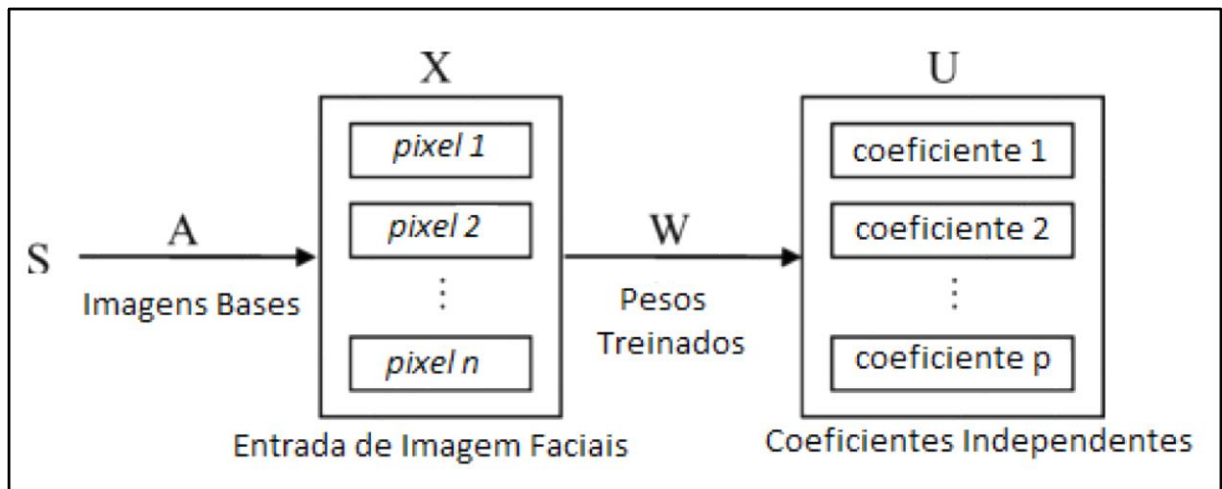 X
U
pixel 1
coeficiente 1
pixel 2
coeficiente 2
S
A
W
Imagens Bases
⋮
Pesos
Treinados
⋮
pixel n
coeficiente p
Entrada de Imagem Faciais
Coeficientes Independentes